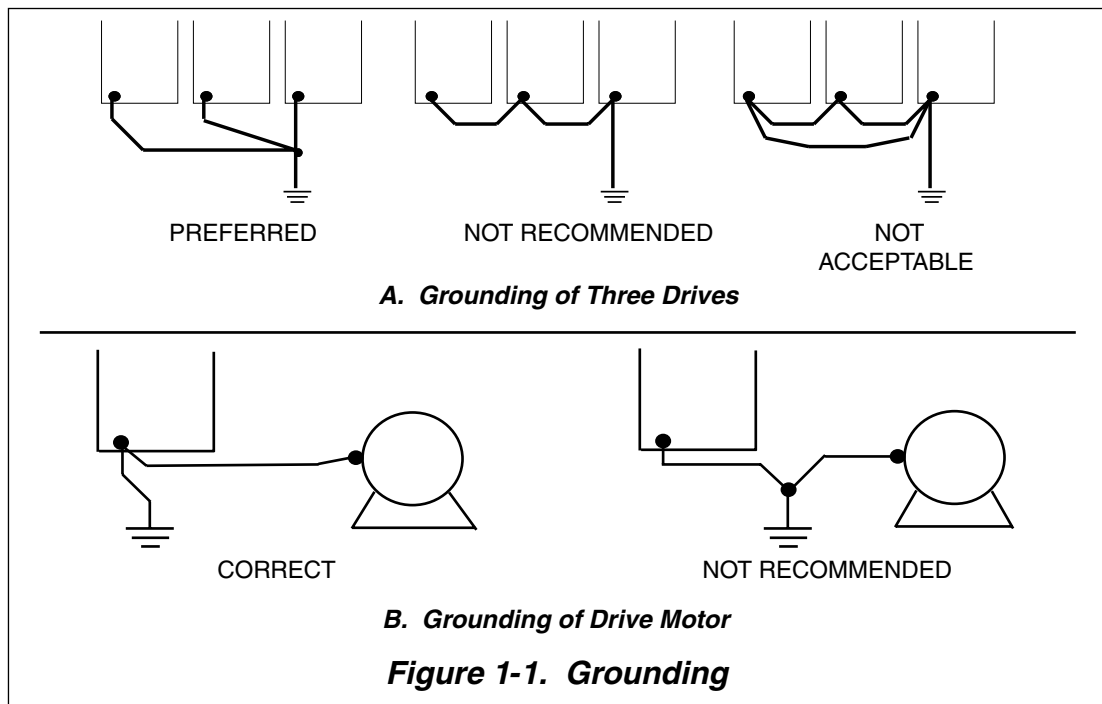 PREFERRED
NOT RECOMMENDED
NOT
ACCEPTABLE
A. Grounding of Three Drives
CORRECT
NOT RECOMMENDED
B. Grounding of Drive Motor
Figure 1-1. Grounding